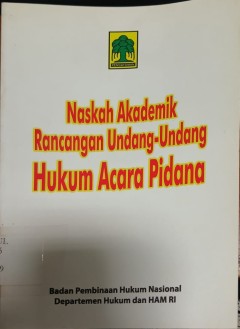 Naskah Akademik
Rancangan Undang-Undang
Hukum Acara Pidana
Badan Pembinaan Hukum Nasional
Departemen Hukum dan HAM RI